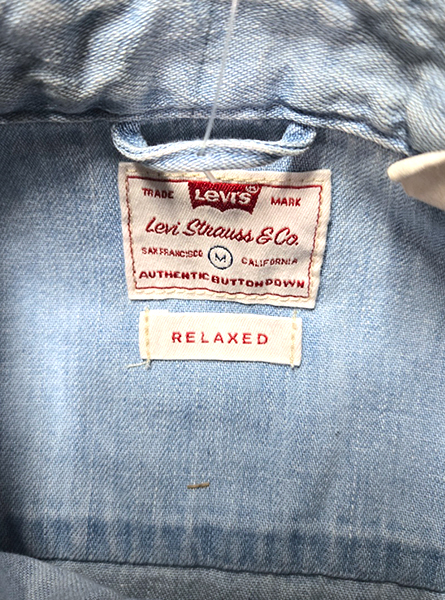 TRADE Levi's MARK
Levi Strauss & Co.
SAN FRANCISCO M CALIFORNIA
AUTHENTIC BUTTON DOWN
RELAXED